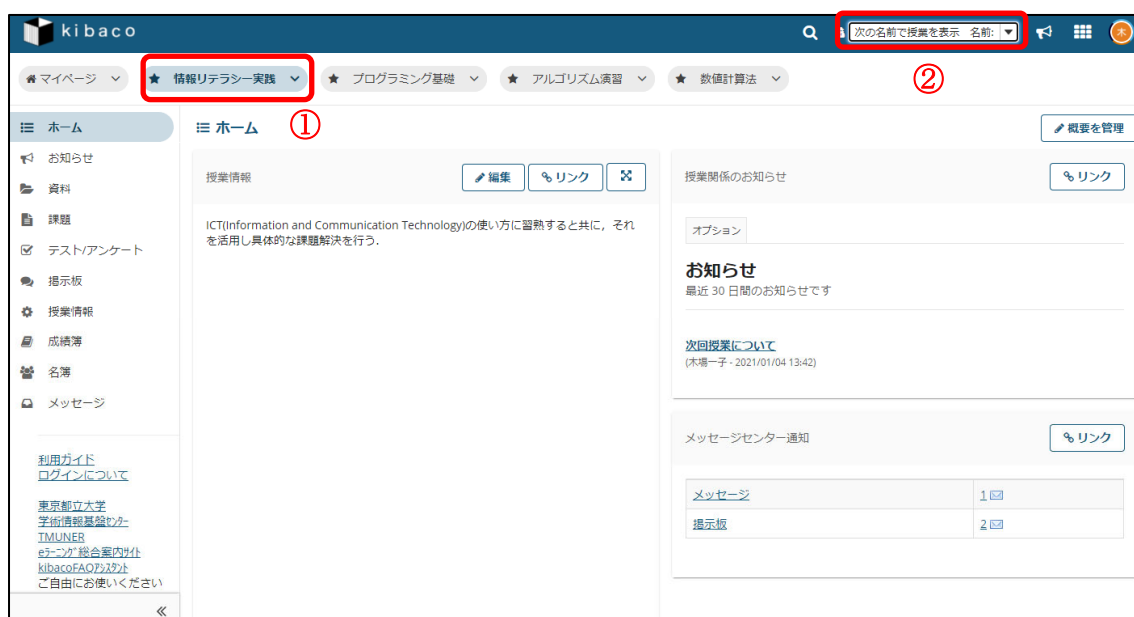 kibaco
次の名前で授業を表示 名前:
②
マイページ
情報リテラシー実践
プログラミング基礎
アルゴリズム演習
数値計算法
①
ホーム
お知らせ
資料
課題
テスト/アンケート
掲示板
授業情報
成績簿
名簿
メッセージ
利用ガイド
ログインについて
東京都立大学
学術情報基盤ｾﾝﾀｰ
TMUNER
eﾗｰﾆﾝｸﾞ総合案内ｻｲﾄ
kibacoFAQｱｼｽﾀﾝﾄ
ご自由にお使いください
ホーム
概要を管理
授業情報
編集
リンク
ICT(Information and Communication Technology)の使い方に習熟すると共に，それ
を活用し具体的な課題解決を行う．
授業関係のお知らせ
リンク
オプション
お知らせ
最近 30 日間のお知らせです
次回授業について
(木場一子 - 2021/01/04 13:42)
メッセージセンター通知
リンク
メッセージ 1
掲示板 2
木